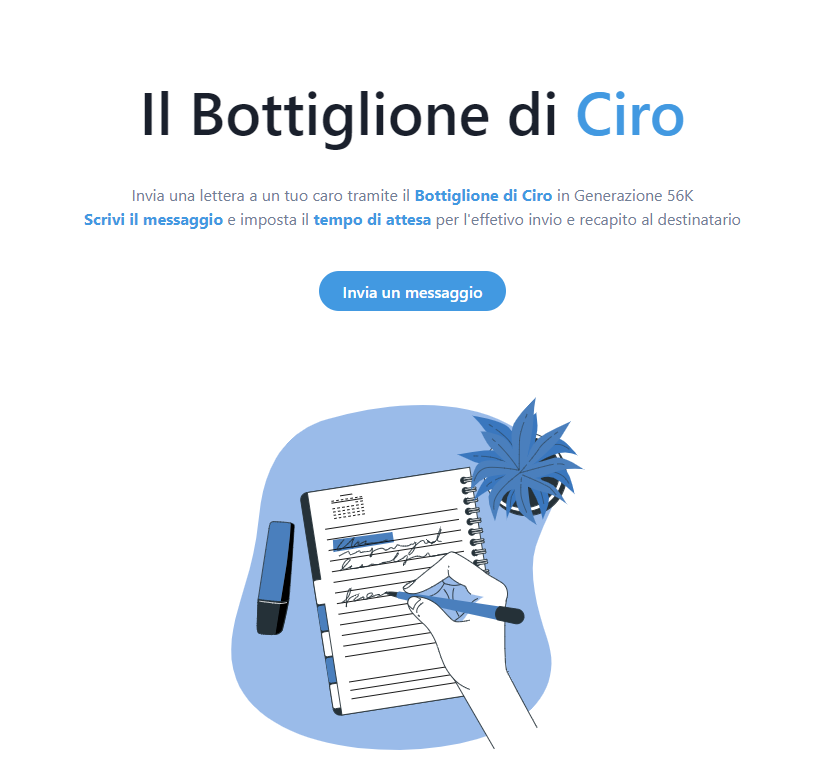 Il Bottiglione di Ciro
Invia una lettera a un tuo caro tramite il Bottiglione di Ciro in Generazione 56K
Scrivi il messaggio e imposta il tempo di attesa per l'effetivo invio e recapito al destinatario
Invia un messaggio